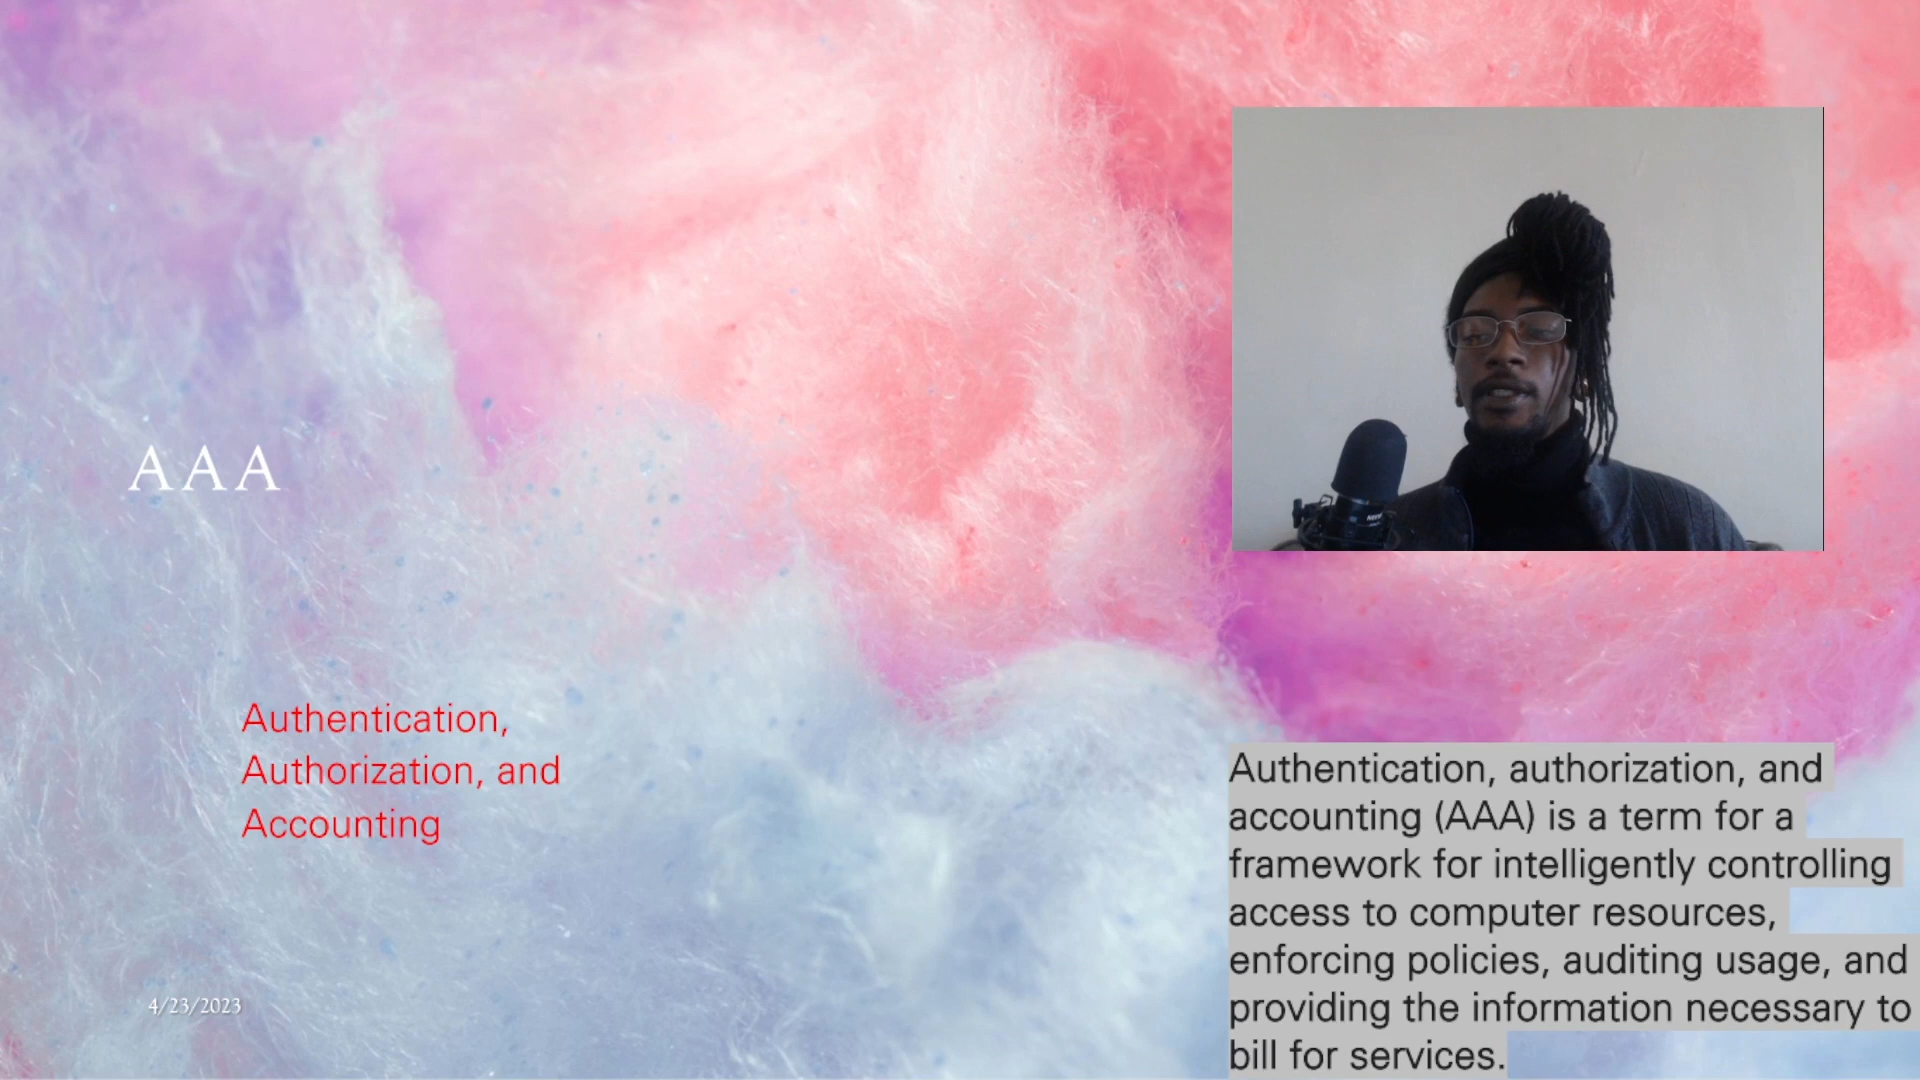 AAA
Authentication,
Authorization, and
Accounting
4/23/2023
Authentication, authorization, and
accounting (AAA) is a term for a
framework for intelligently controlling
access to computer resources,
enforcing policies, auditing usage, and
providing the information necessary to
bill for services.